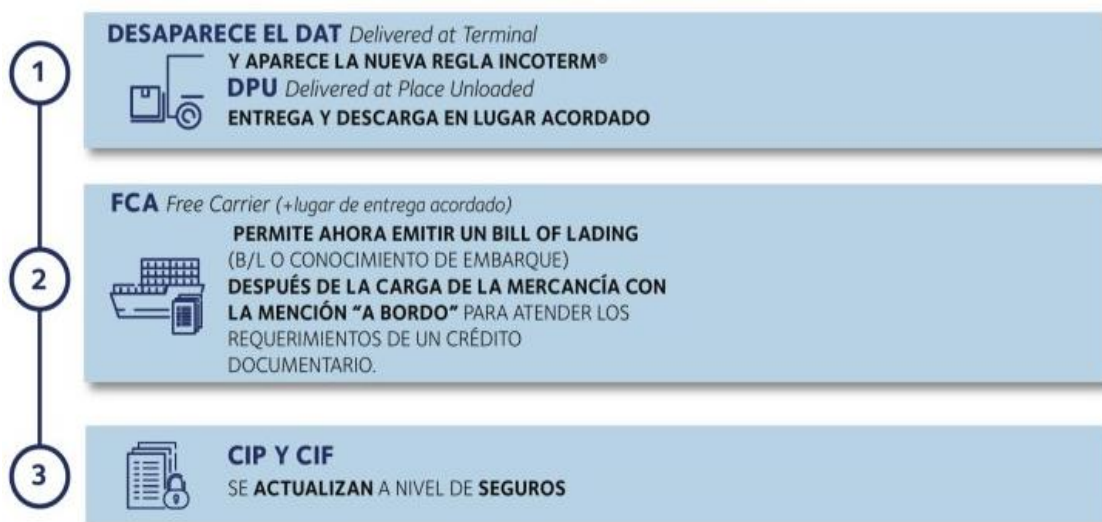 1
DESAPARECE EL DAT Delivered at Terminal
Y APARECE LA NUEVA REGLA INCOTERM®
DPU Delivered at Place Unloaded
ENTREGA Y DESCARGA EN LUGAR ACORDADO
2
FCA Free Carrier (+lugar de entrega acordado)
PERMITE AHORA EMITIR UN BILL OF LADING
(B/L O CONOCIMIENTO DE EMBARQUE)
DESPUÉS DE LA CARGA DE LA MERCANCÍA CON
LA MENCIÓN “A BORDO” PARA ATENDER LOS
REQUERIMIENTOS DE UN CRÉDITO
DOCUMENTARIO.
3
CIP Y CIF
SE ACTUALIZAN A NIVEL DE SEGUROS